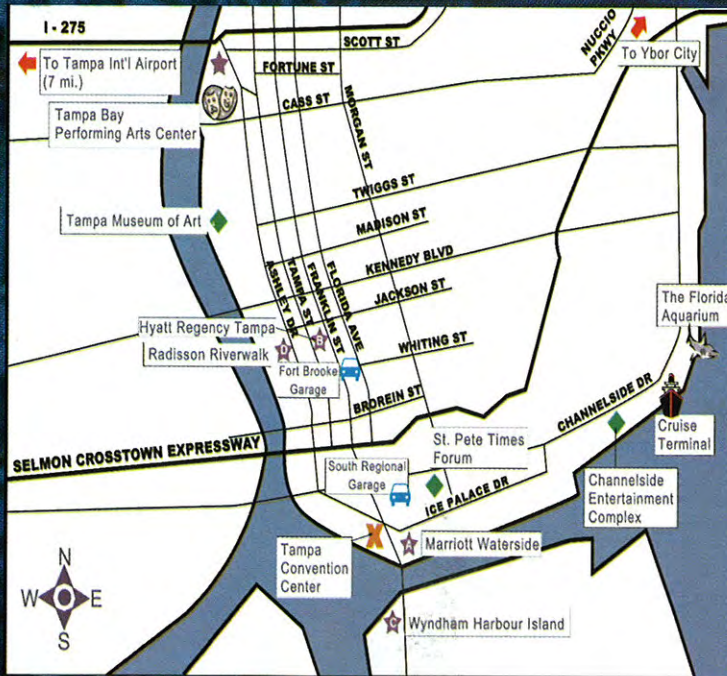 I - 275
SCOTT ST
NUCCIO
PKWY
To Tampa Int'l Airport
(7 mi.)
To Ybor City
FORTUNE ST
CASS ST
MORGAN ST
Tampa Bay
Performing Arts Center
TWIGGS ST
MADISON ST
Tampa Museum of Art
KENNEDY BLVD
JACKSON ST
ASHLEY DR
TAMPA ST
FRANKLIN ST
FLORIDA AVE
The Florida
Aquarium
Hyatt Regency Tampa
B
Radisson Riverwalk
D
WHITING ST
Fort Brooke
Garage
BROREIN ST
CHANNELSIDE DR
SELMON CROSSTOWN EXPRESSWAY
St. Pete Times
Forum
Cruise
Terminal
South Regional
Garage
ICE PALACE DR
Channelside
Entertainment
Complex
X
Tampa
Convention
Center
A
Marriott Waterside
N
W
E
S
C
Wyndham Harbour Island